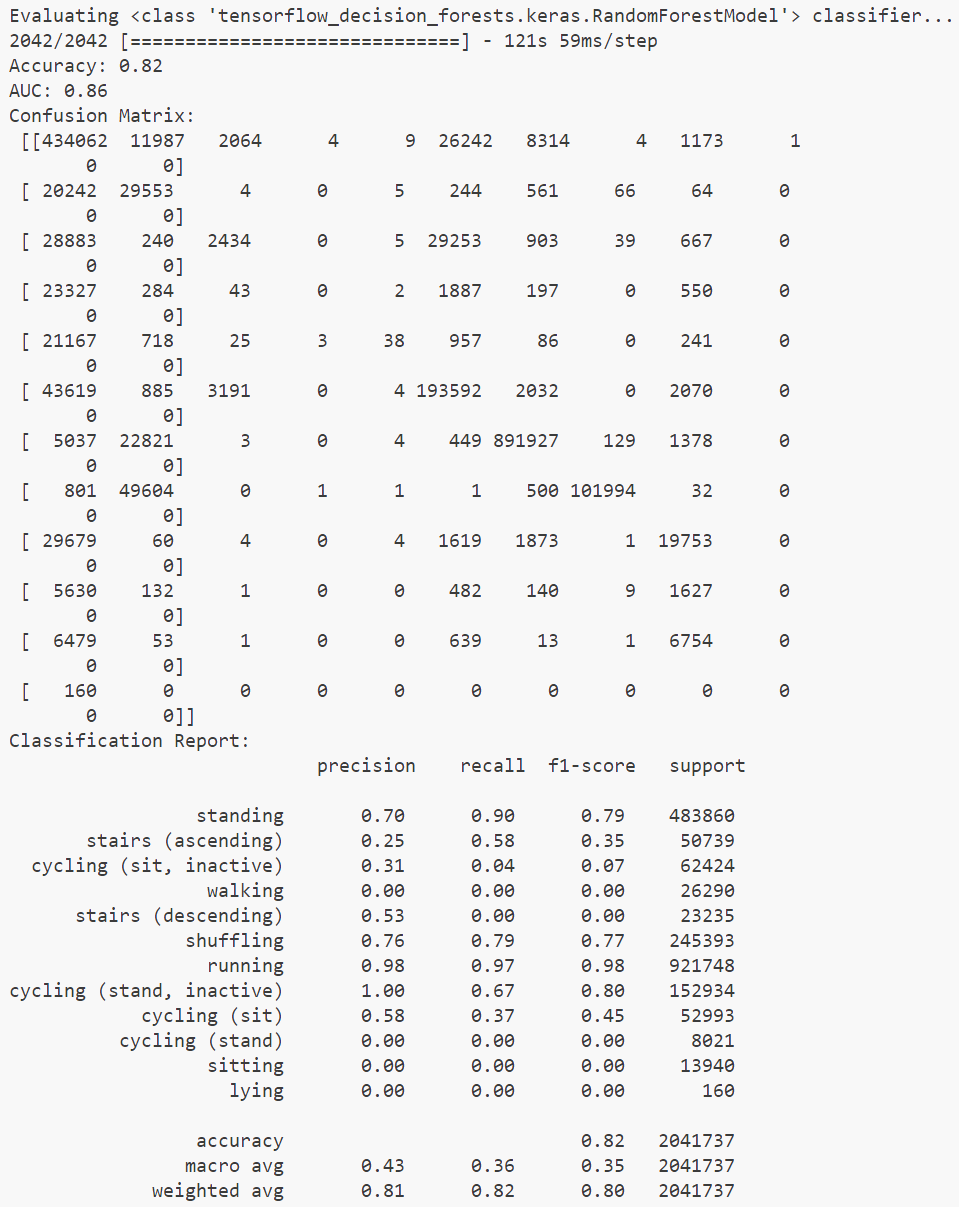 Evaluating <class 'tensorflow_decision_forests.keras.RandomForestModel'> classifier...
2042/2042 [==============================] - 121s 59ms/step
Accuracy: 0.82
AUC: 0.86
Confusion Matrix:
[[434062 11987 2064 4 9 26242 8314 4 1173 1
0 0]
[ 20242 29553 4 0 5 244 561 66 64 0
0 0]
[ 28883 240 2434 0 5 29253 903 39 667 0
0 0]
[ 23327 284 43 0 2 1887 197 0 550 0
0 0]
[ 21167 718 25 3 38 957 86 0 241 0
0 0]
[ 43619 885 3191 0 4 193592 2032 0 2070 0
0 0]
[ 5037 22821 3 0 4 449 891927 129 1378 0
0 0]
[ 801 49604 0 1 1 1 500 101994 32 0
0 0]
[ 29679 60 4 0 4 1619 1873 1 19753 0
0 0]
[ 5630 132 1 0 0 482 140 9 1627 0
0 0]
[ 6479 53 1 0 0 639 13 1 6754 0
0 0]
[ 160 0 0 0 0 0 0 0 0 0
0 0]]
Classification Report:
precision recall f1-score support
standing 0.70 0.90 0.79 483860
stairs (ascending) 0.25 0.58 0.35 50739
cycling (sit, inactive) 0.31 0.04 0.07 62424
walking 0.00 0.00 0.00 26290
stairs (descending) 0.53 0.00 0.00 23235
shuffling 0.76 0.79 0.77 245393
running 0.98 0.97 0.98 921748
cycling (stand, inactive) 1.00 0.67 0.80 152934
cycling (sit) 0.58 0.37 0.45 52993
cycling (stand) 0.00 0.00 0.00 8021
sitting 0.00 0.00 0.00 13940
lying 0.00 0.00 0.00 160
accuracy 0.82 2041737
macro avg 0.43 0.36 0.35 2041737
weighted avg 0.81 0.82 0.80 2041737